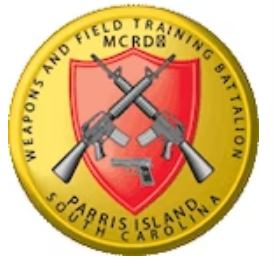 WEAPONS AND FIELD TRAINING BATTALION
MCRD
PARRIS ISLAND
SOUTH CAROLINA